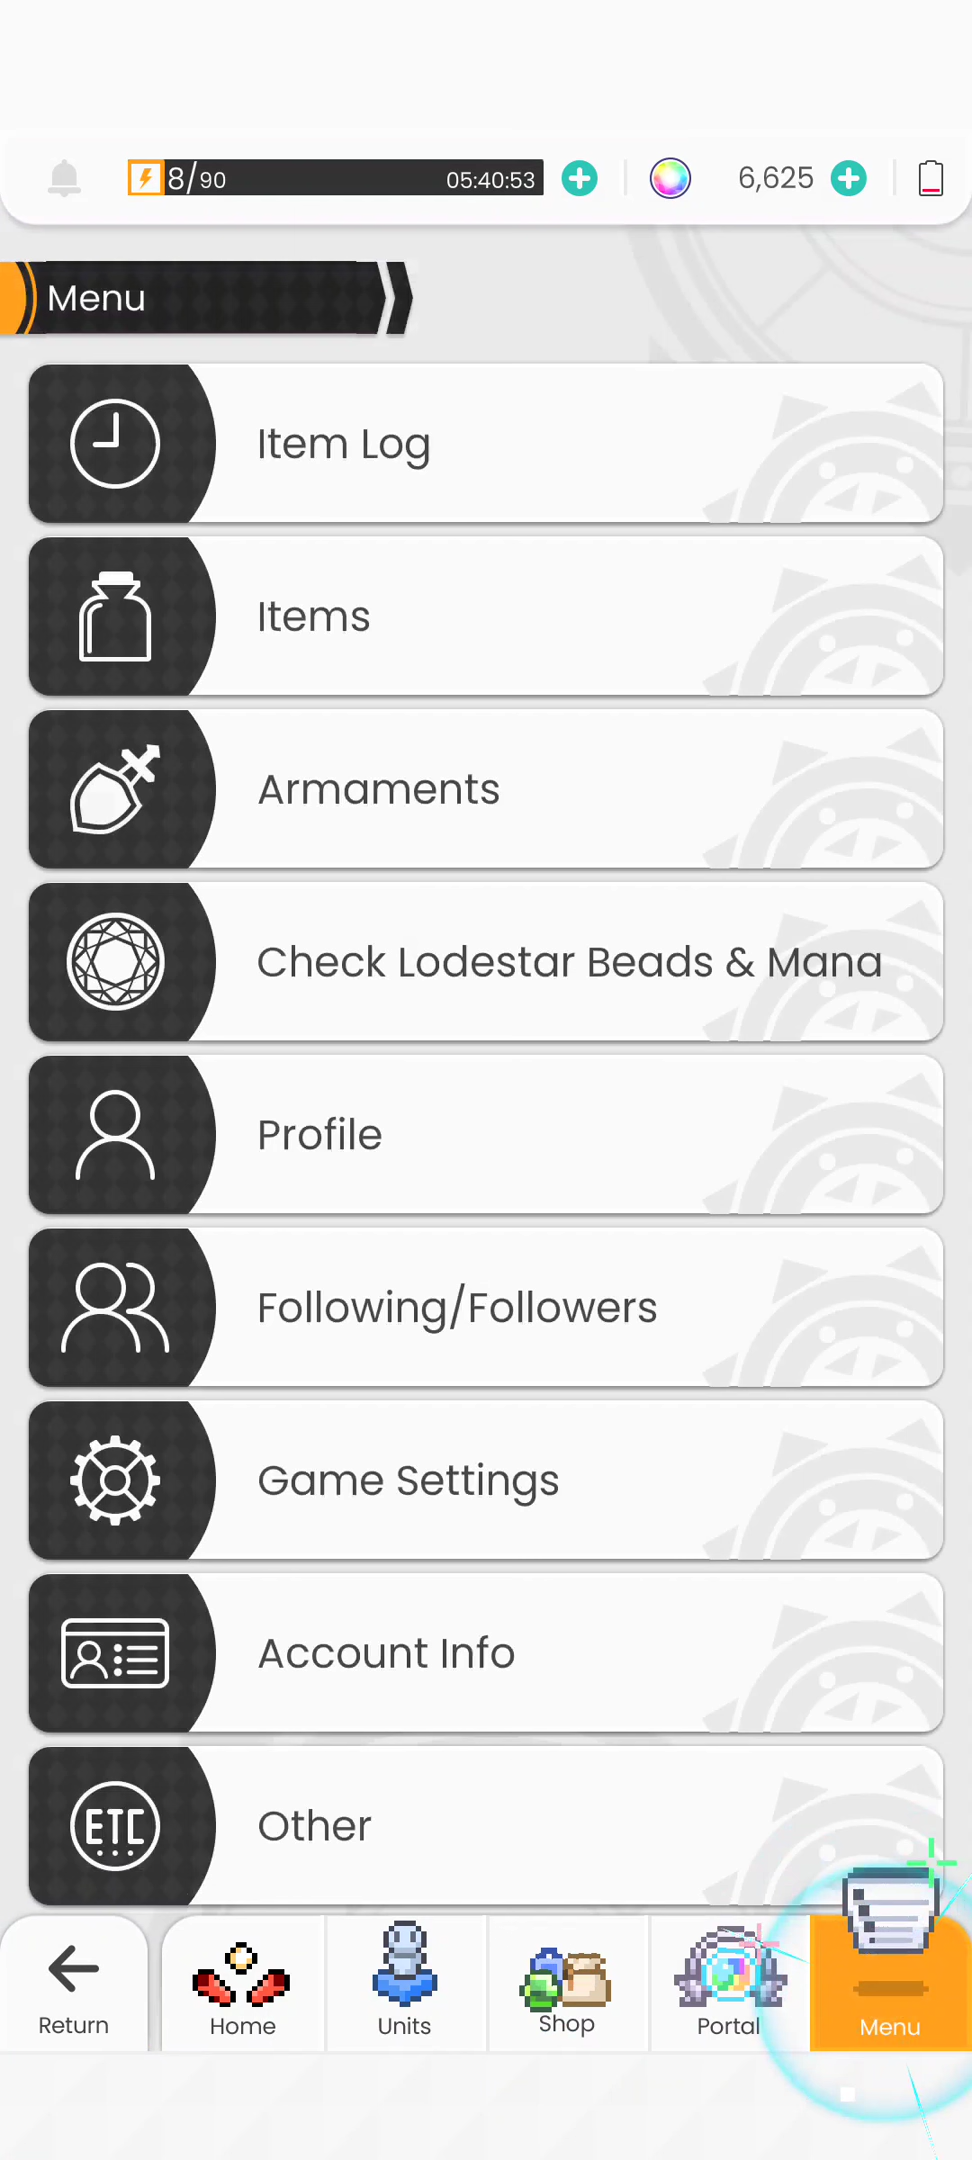 8/90 05:40:53 6,625
Menu
Item Log
Items
Armaments
Check Lodestar Beads & Mana
Profile
Following/Followers
Game Settings
Account Info
ETC Other
Return Home Units Shop Portal Menu